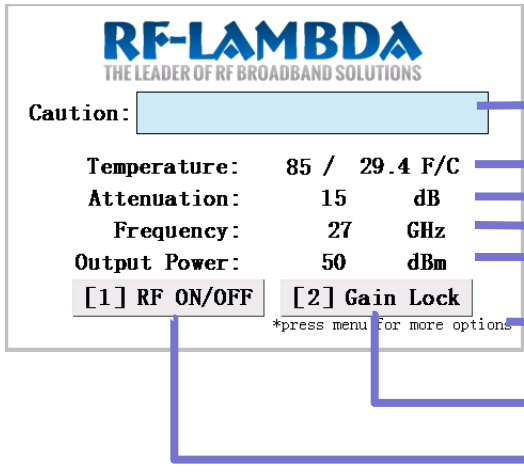 RF-LAMBDA
THE LEADER OF RF BROADBAND SOLUTIONS
Caution:
Temperature: 85 / 29.4 F/C
Attenuation: 15 dB
Frequency: 27 GHz
Output Power: 50 dBm
[1] RF ON/OFF [2] Gain Lock
*press menu for more options